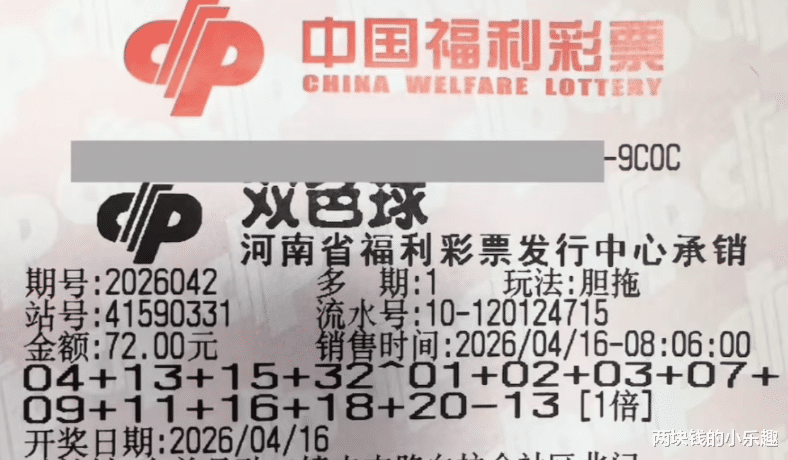 中国福利彩票
CHINA WELFARE LOTTERY
-9C0C
双色球
河南省福利彩票发行中心承销
期号:2026042 多 期:1 玩法:胆拖
站号:41590331 流水号:10-120124715
金额:72.00元 销售时间:2026/04/16-08:06:00
04+13+15+32^01+02+03+07+
09+11+16+18+20-13 [1倍]
开奖日期:2026/04/16
两块钱的小乐趣